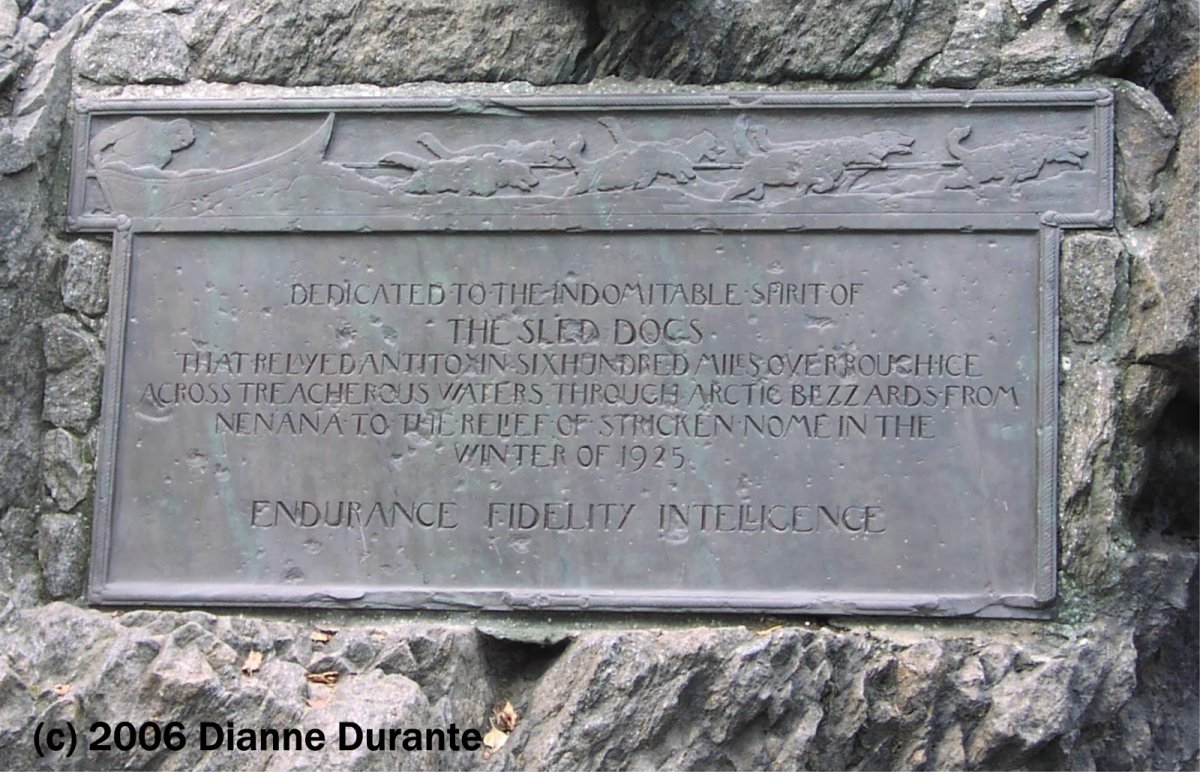 DEDICATED TO THE INDOMITABLE SPIRIT OF
THE SLED DOGS
THAT RELAYED ANTITOXIN·SIX HUNDRED MILES·OVER ROUGH ICE
ACROSS TREACHEROUS WATERS THROUGH·ARCTIC BLIZZARDS·FROM
NENANA·TO THE RELIEF·OF·STRICKEN·NOME IN THE
WINTER OF 1925.
ENDURANCE FIDELITY INTELLIGENCE
(c) 2006 Dianne Durante